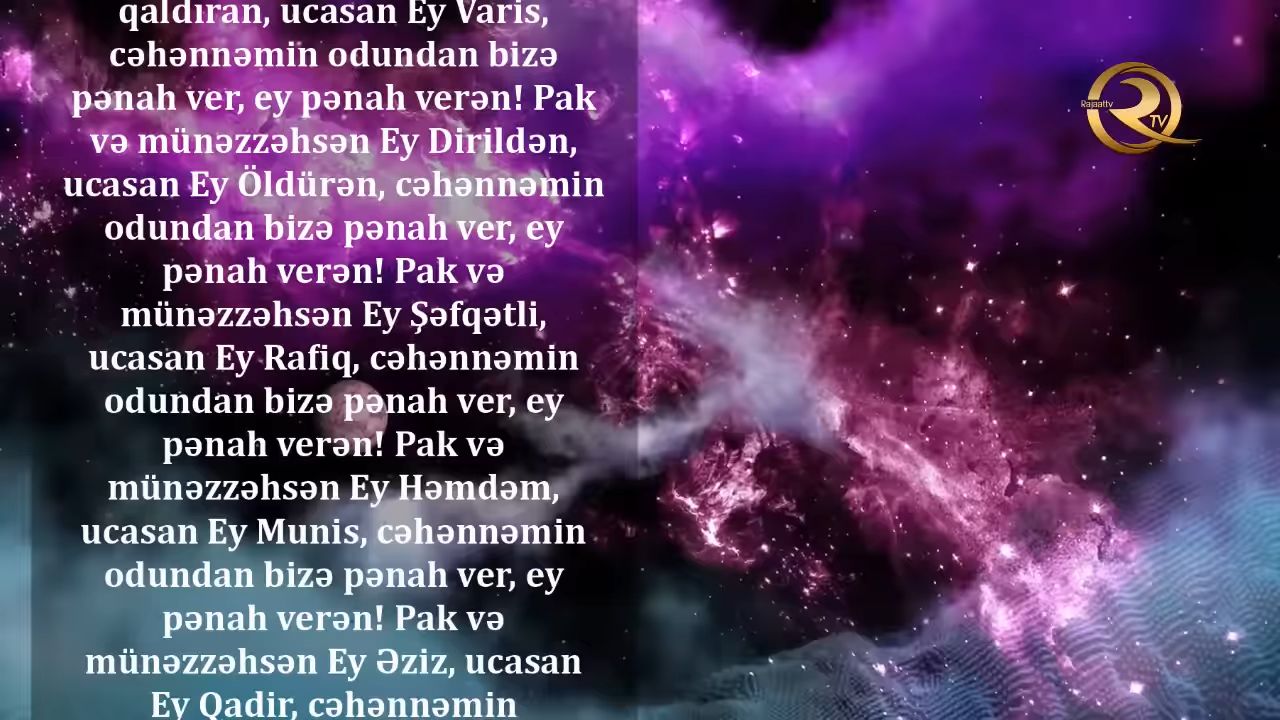 qaldıran, ucasan Ey Varis,
cəhənnəmin odundan bizə
pənah ver, ey pənah verən! Pak
və münəzzəhsən Ey Dirildən,
ucasan Ey Öldürən, cəhənnəmin
odundan bizə pənah ver, ey
pənah verən! Pak və
münəzzəhsən Ey Şəfqətli,
ucasan Ey Rafiq, cəhənnəmin
odundan bizə pənah ver, ey
pənah verən! Pak və
münəzzəhsən Ey Həmdəm,
ucasan Ey Munis, cəhənnəmin
odundan bizə pənah ver, ey
pənah verən! Pak və
münəzzəhsən Ey Əziz, ucasan
Ey Qadir, cəhənnəmin
Rajaattv
TV